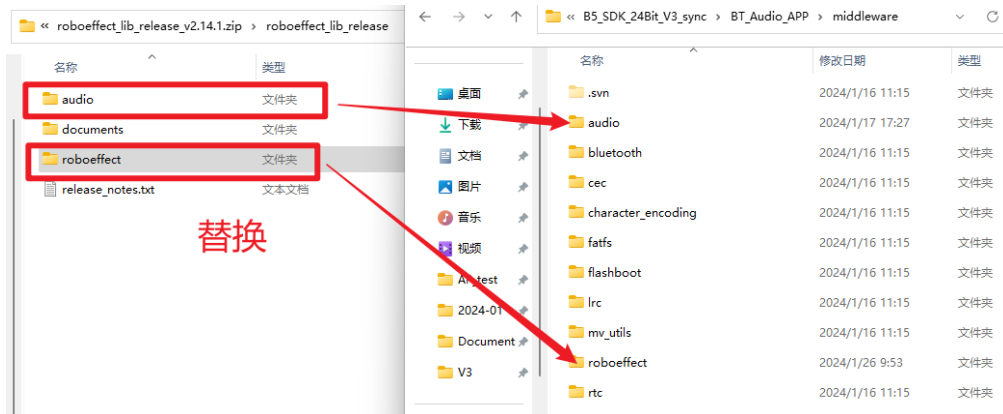 « roboeffect_lib_release_v2.14.1.zip › roboeffect_lib_release
名称 类型
audio 文件夹
documents 文件夹
roboeffect 文件夹
release_notes.txt 文本文档
替换
« B5_SDK_24Bit_V3_sync › BT_Audio_APP › middleware
名称 修改日期 类型
桌面
下载
文档
图片
音乐
视频
AI_test
2024-01
Document
V3
.svn 2024/1/16 11:15 文件夹
audio 2024/1/17 17:27 文件夹
bluetooth 2024/1/16 11:15 文件夹
cec 2024/1/16 11:15 文件夹
character_encoding 2024/1/16 11:15 文件夹
fatfs 2024/1/16 11:15 文件夹
flashboot 2024/1/16 11:15 文件夹
lrc 2024/1/16 11:15 文件夹
mv_utils 2024/1/16 11:15 文件夹
roboeffect 2024/1/26 9:53 文件夹
rtc 2024/1/16 11:15 文件夹